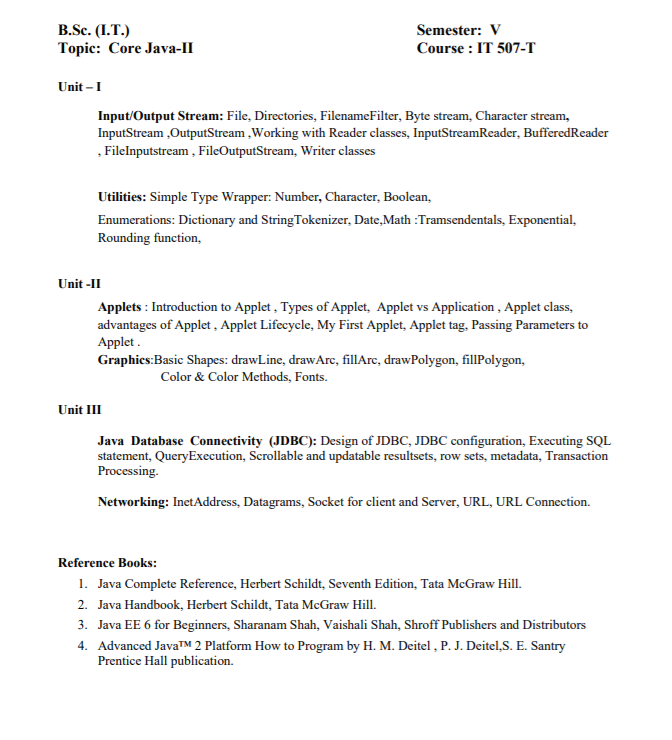 B.Sc. (I.T.) Semester: V
Topic: Core Java-II Course : IT 507-T
Unit – I
Input/Output Stream: File, Directories, FilenameFilter, Byte stream, Character stream,
InputStream ,OutputStream ,Working with Reader classes, InputStreamReader, BufferedReader
, FileInputstream , FileOutputStream, Writer classes
Utilities: Simple Type Wrapper: Number, Character, Boolean,
Enumerations: Dictionary and StringTokenizer, Date,Math :Tramsendentals, Exponential,
Rounding function,
Unit -II
Applets : Introduction to Applet , Types of Applet, Applet vs Application , Applet class,
advantages of Applet , Applet Lifecycle, My First Applet, Applet tag, Passing Parameters to
Applet .
Graphics:Basic Shapes: drawLine, drawArc, fillArc, drawPolygon, fillPolygon,
Color & Color Methods, Fonts.
Unit III
Java Database Connectivity (JDBC): Design of JDBC, JDBC configuration, Executing SQL
statement, QueryExecution, Scrollable and updatable resultsets, row sets, metadata, Transaction
Processing.
Networking: InetAddress, Datagrams, Socket for client and Server, URL, URL Connection.
Reference Books:
1. Java Complete Reference, Herbert Schildt, Seventh Edition, Tata McGraw Hill.
2. Java Handbook, Herbert Schildt, Tata McGraw Hill.
3. Java EE 6 for Beginners, Sharanam Shah, Vaishali Shah, Shroff Publishers and Distributors
4. Advanced Java™ 2 Platform How to Program by H. M. Deitel , P. J. Deitel,S. E. Santry
Prentice Hall publication.